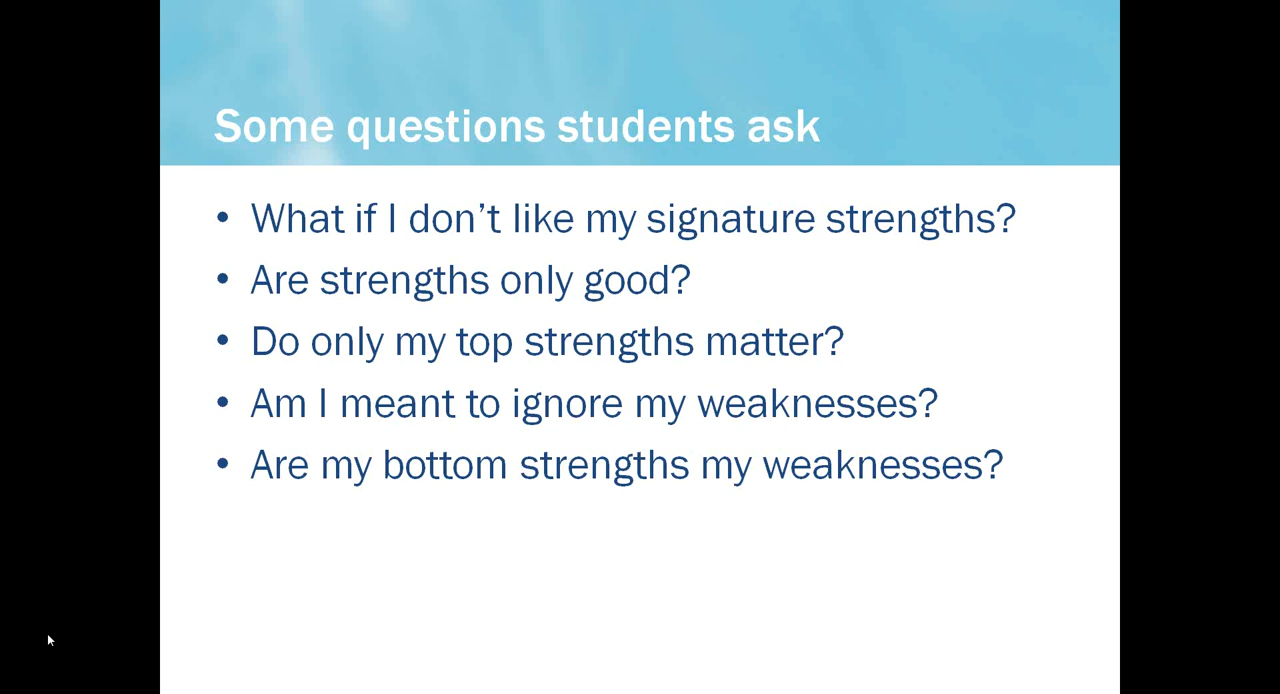 Some questions students ask
• What if I don’t like my signature strengths?
• Are strengths only good?
• Do only my top strengths matter?
• Am I meant to ignore my weaknesses?
• Are my bottom strengths my weaknesses?